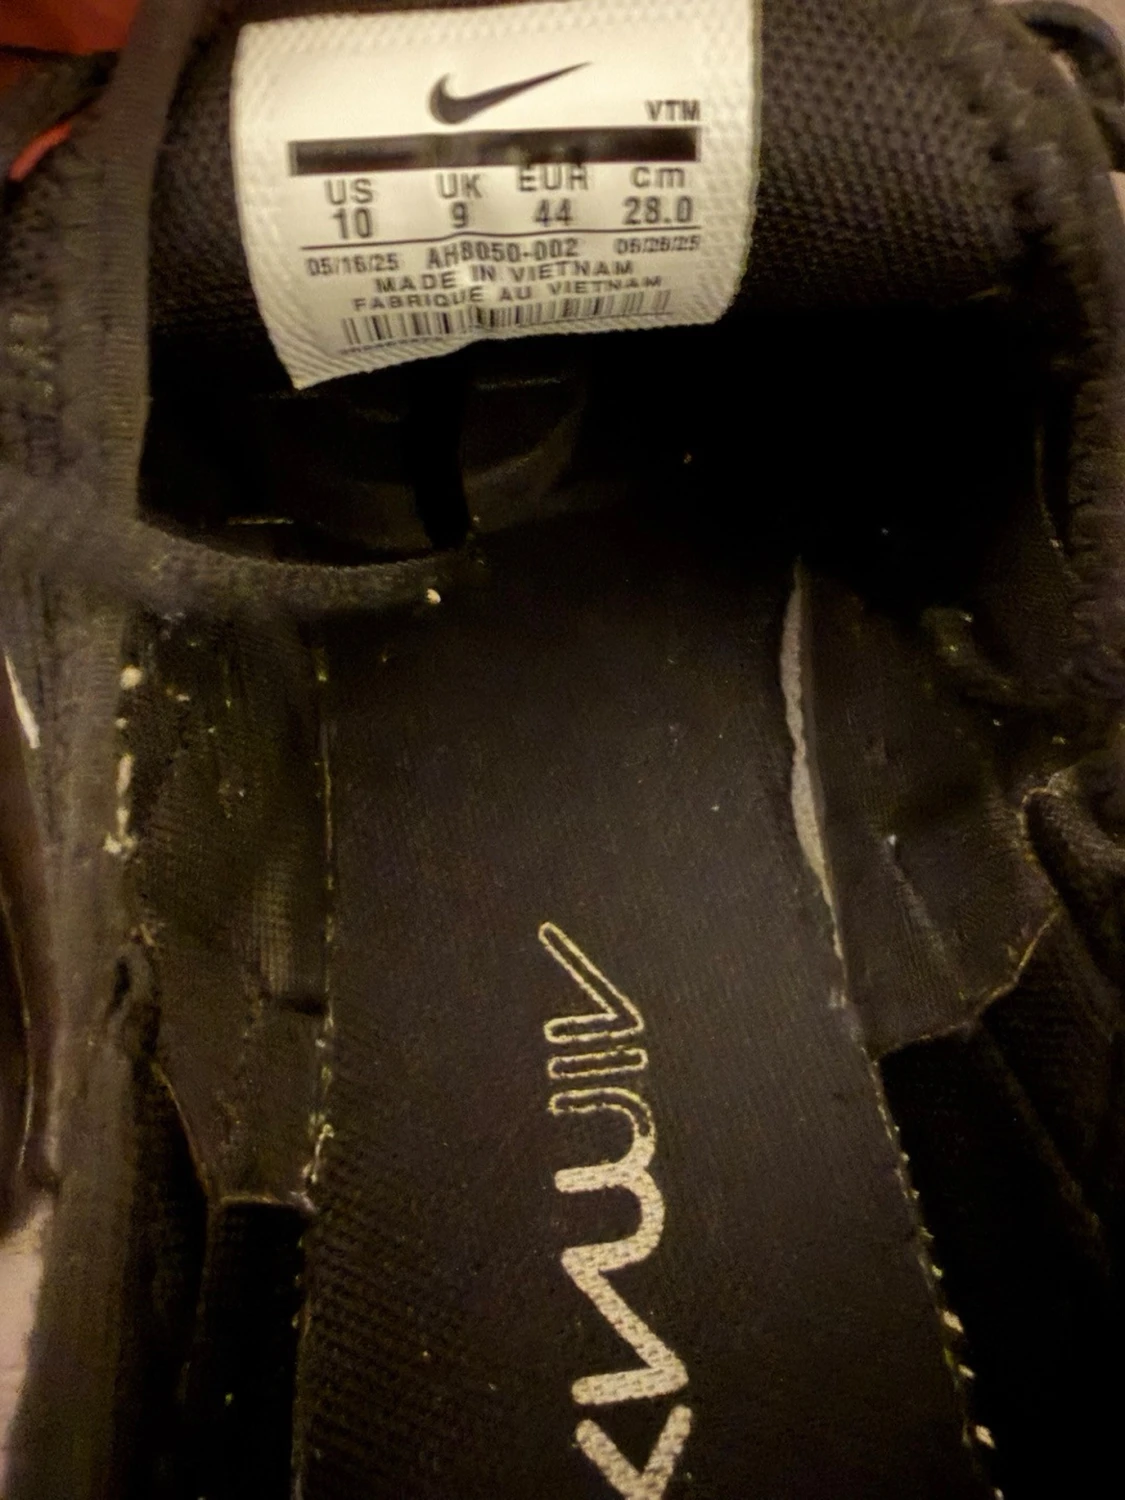 VTM
US UK EUR cm
10 9 44 28.0
05/16/25 AH8050-002 06/26/25
MADE IN VIETNAM
FABRIQUE AU VIETNAM